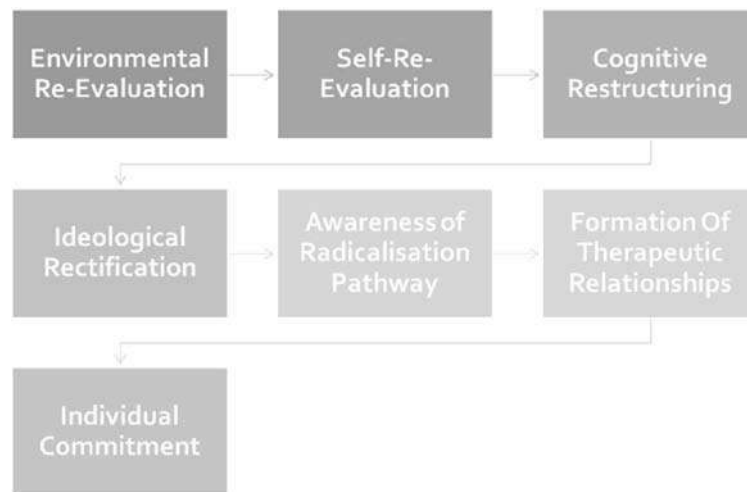 Environmental
Re-Evaluation
Self-Re-
Evaluation
Cognitive
Restructuring
Ideological
Rectification
Awareness of
Radicalisation
Pathway
Formation Of
Therapeutic
Relationships
Individual
Commitment